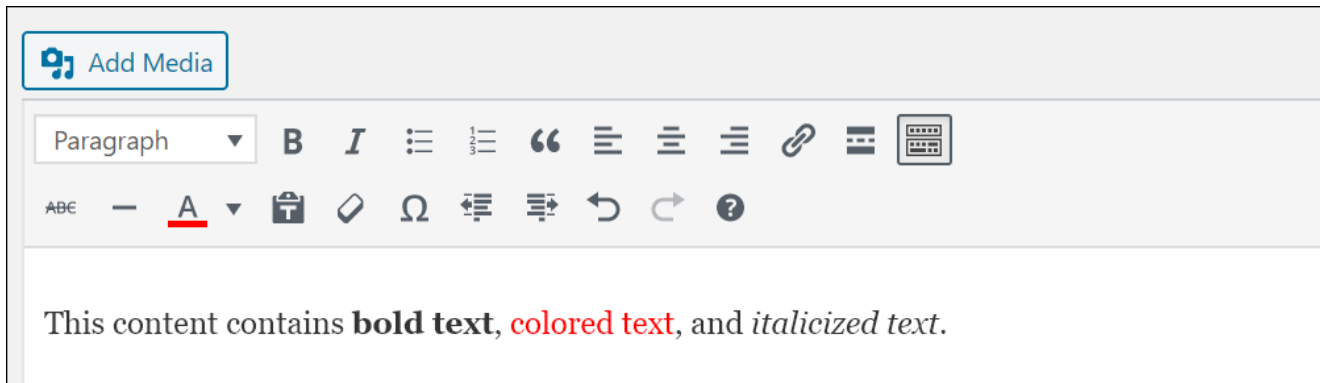 Add Media
Paragraph B I
ABC A T Ω ?
This content contains bold text, colored text, and italicized text.